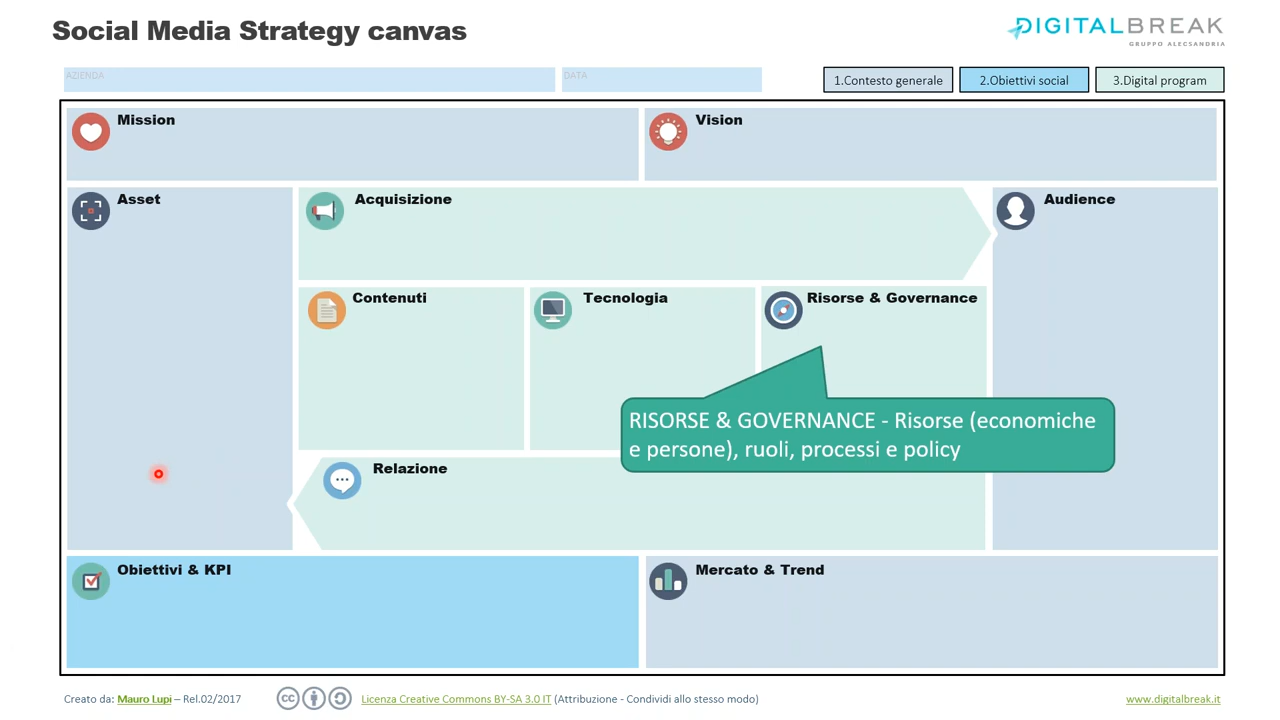 Social Media Strategy canvas
DIGITALBREAK
GRUPPO ALECSANDRIA
AZIENDA
DATA
1.Contesto generale
2.Obiettivi social
3.Digital program
Mission
Vision
Asset
Acquisizione
Audience
Contenuti
Tecnologia
Risorse & Governance
RISORSE & GOVERNANCE - Risorse (economiche
e persone), ruoli, processi e policy
Relazione
Obiettivi & KPI
Mercato & Trend
Creato da: Mauro Lupi – Rel.02/2017
cc
Licenza Creative Commons BY-SA 3.0 IT (Attribuzione - Condividi allo stesso modo)
www.digitalbreak.it